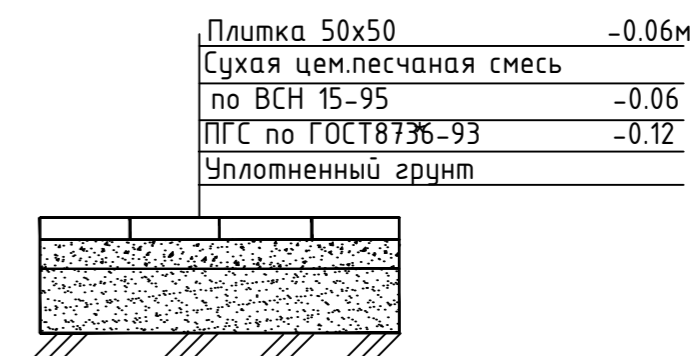 Плитка 50х50 -0.06м
Сухая цем.песчаная смесь
по ВСН 15-95 -0.06
ПГС по ГОСТ8736*-93 -0.12
Уплотненный грунт